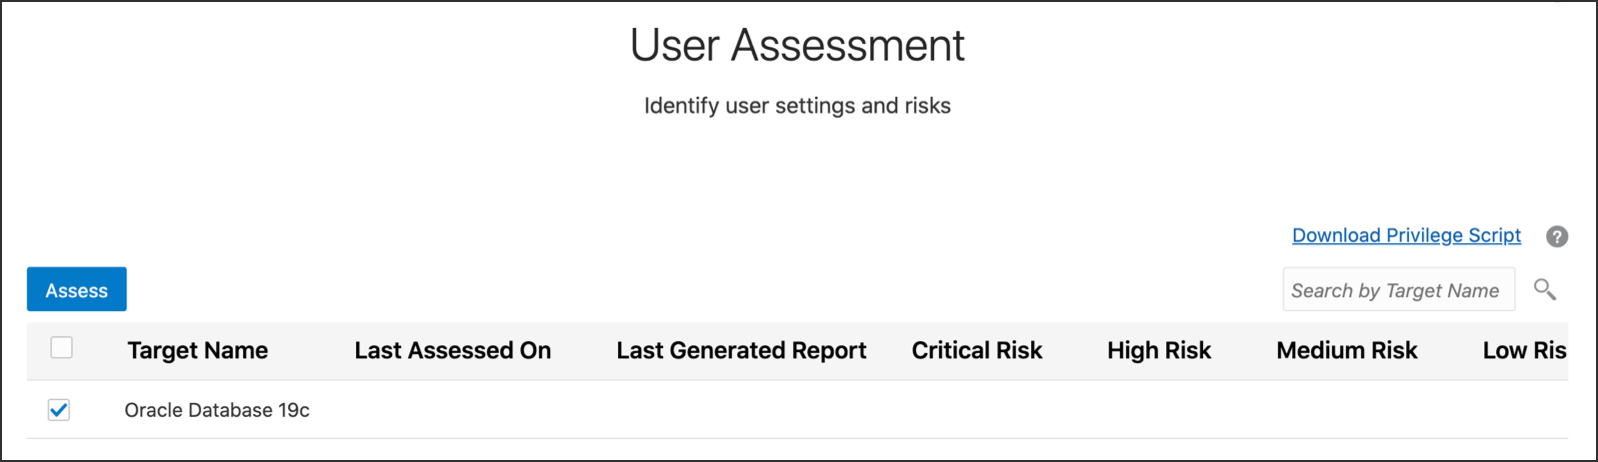 User Assessment
Identify user settings and risks
Download Privilege Script ?
Assess Search by Target Name
Target Name Last Assessed On Last Generated Report Critical Risk High Risk Medium Risk Low Ris
Oracle Database 19c